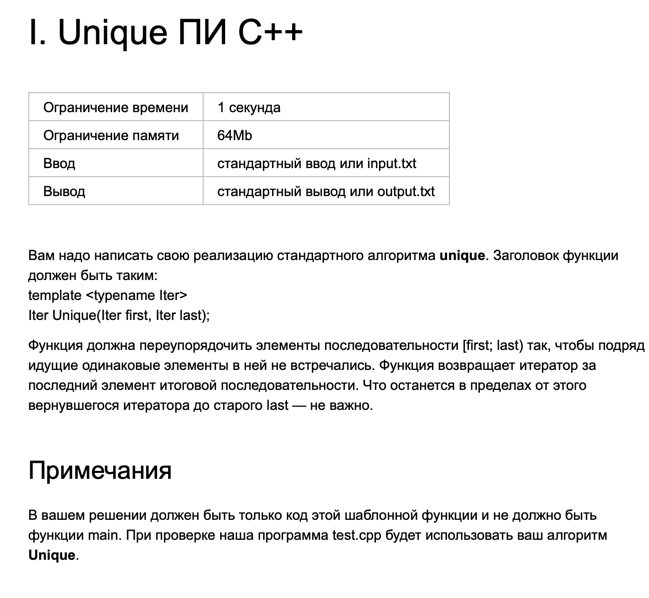 I. Unique ПИ C++
Ограничение времени 1 секунда
Ограничение памяти 64Mb
Ввод стандартный ввод или input.txt
Вывод стандартный вывод или output.txt
Вам надо написать свою реализацию стандартного алгоритма unique. Заголовок функции
должен быть таким:
template <typename Iter>
Iter Unique(Iter first, Iter last);
Функция должна переупорядочить элементы последовательности [first; last) так, чтобы подряд
идущие одинаковые элементы в ней не встречались. Функция возвращает итератор за
последний элемент итоговой последовательности. Что останется в пределах от этого
вернувшегося итератора до старого last — не важно.
Примечания
В вашем решении должен быть только код этой шаблонной функции и не должно быть
функции main. При проверке наша программа test.cpp будет использовать ваш алгоритм
Unique.